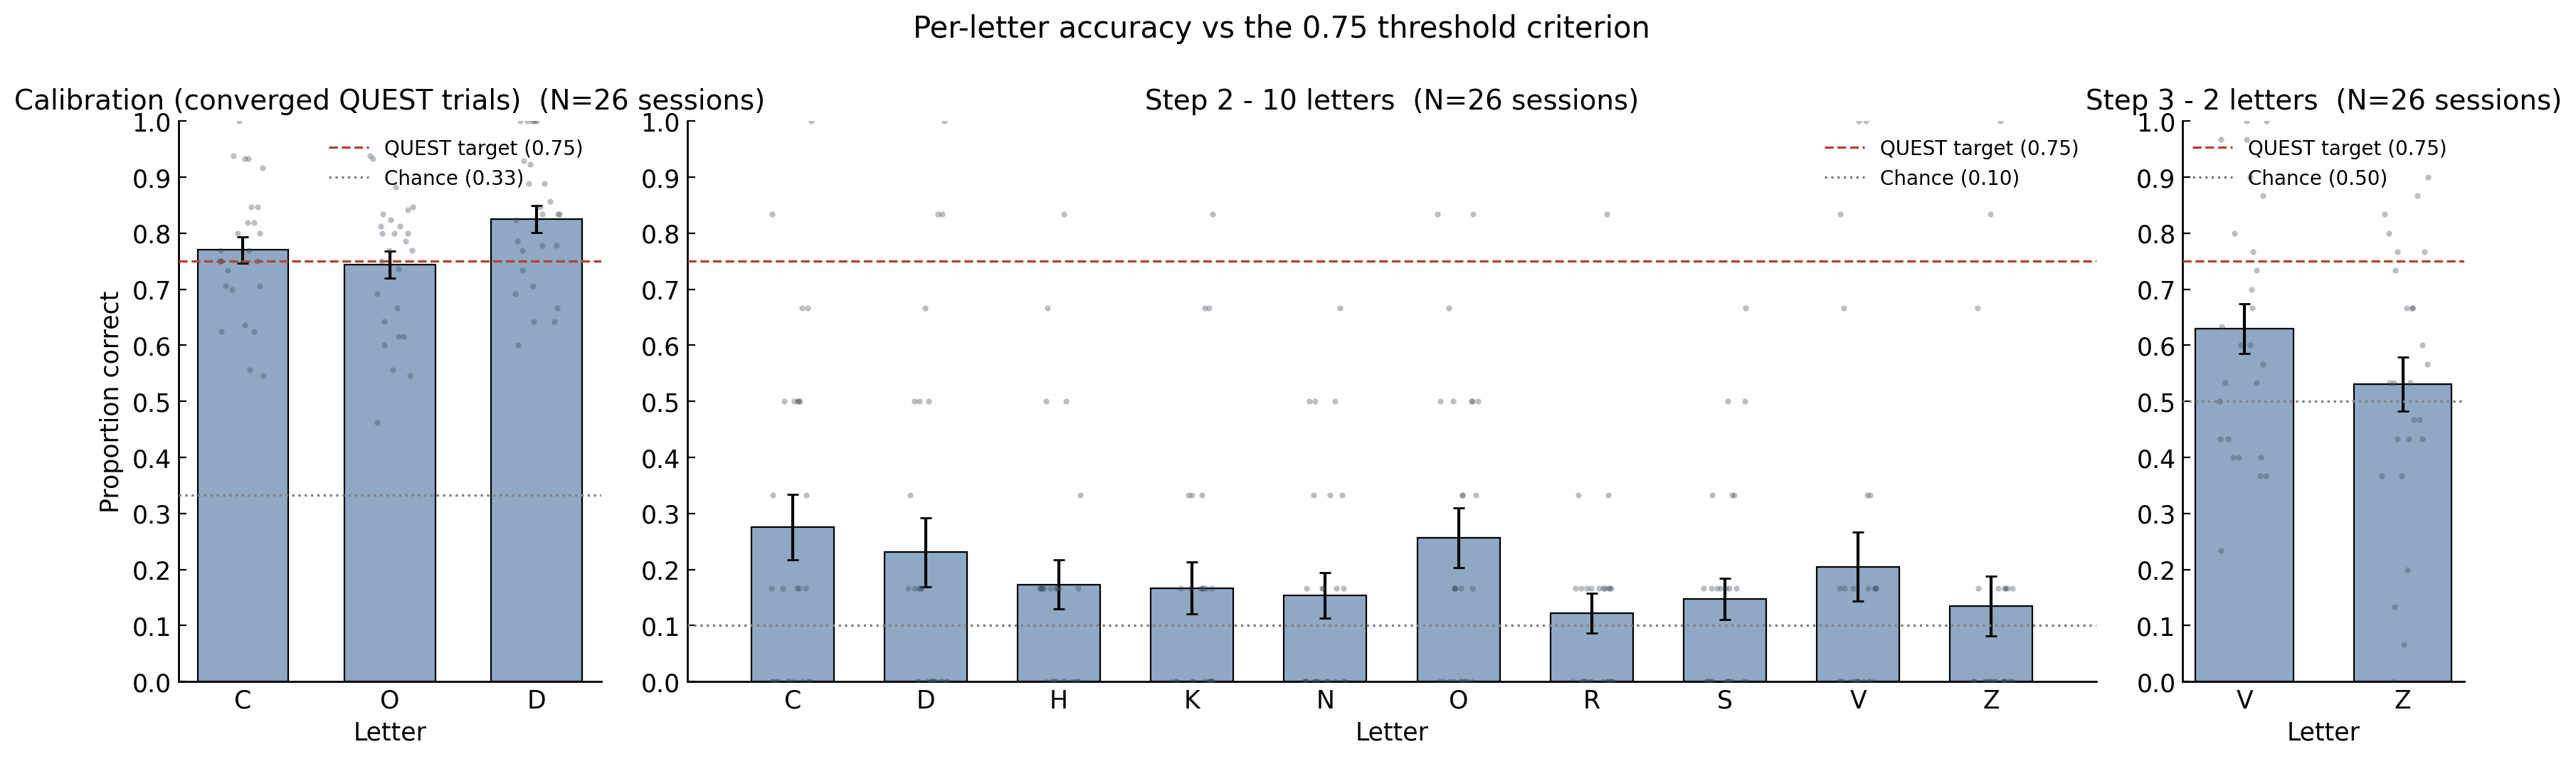 Per-letter accuracy vs the 0.75 threshold criterion
Calibration (converged QUEST trials)  (N=26 sessions)
Proportion correct
1.0
0.9
0.8
0.7
0.6
0.5
0.4
0.3
0.2
0.1
0.0
QUEST target (0.75)
Chance (0.33)
C O D
Letter
Step 2 - 10 letters  (N=26 sessions)
1.0
0.9
0.8
0.7
0.6
0.5
0.4
0.3
0.2
0.1
0.0
QUEST target (0.75)
Chance (0.10)
C D H K N O R S V Z
Letter
Step 3 - 2 letters  (N=26 sessions)
1.0
0.9
0.8
0.7
0.6
0.5
0.4
0.3
0.2
0.1
0.0
QUEST target (0.75)
Chance (0.50)
V Z
Letter